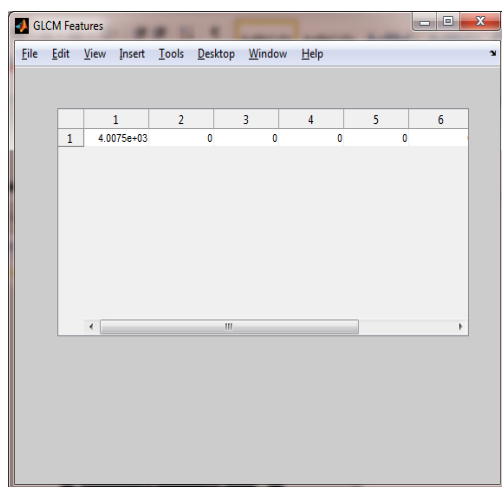 GLCM Features
File Edit View Insert Tools Desktop Window Help
1 2 3 4 5 6
1 4.0075e+03 0 0 0 0